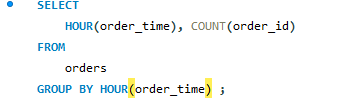 SELECT
HOUR(order_time), COUNT(order_id)
FROM
orders
GROUP BY HOUR(order_time) ;